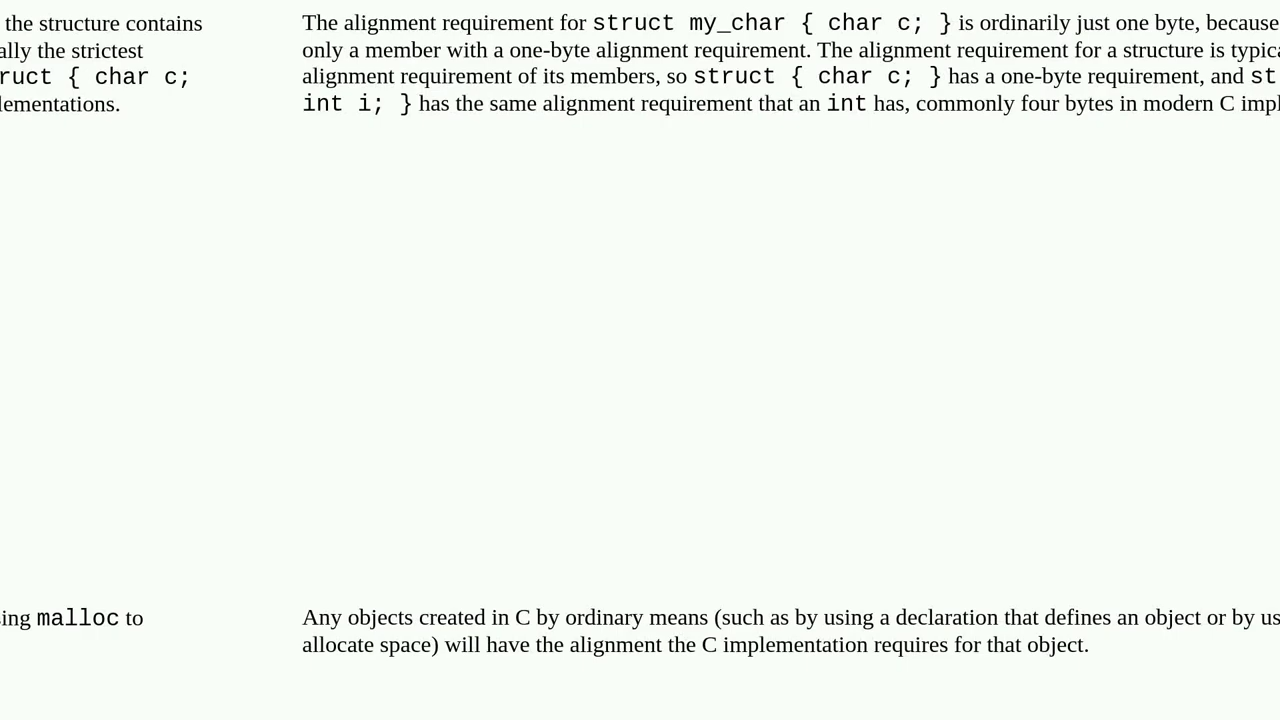 the structure contains
ally the strictest
ruct { char c;
lementations.
The alignment requirement for struct my_char { char c; } is ordinarily just one byte, because
only a member with a one-byte alignment requirement. The alignment requirement for a structure is typica
alignment requirement of its members, so struct { char c; } has a one-byte requirement, and st
int i; } has the same alignment requirement that an int has, commonly four bytes in modern C impl
sing malloc to
Any objects created in C by ordinary means (such as by using a declaration that defines an object or by us
allocate space) will have the alignment the C implementation requires for that object.